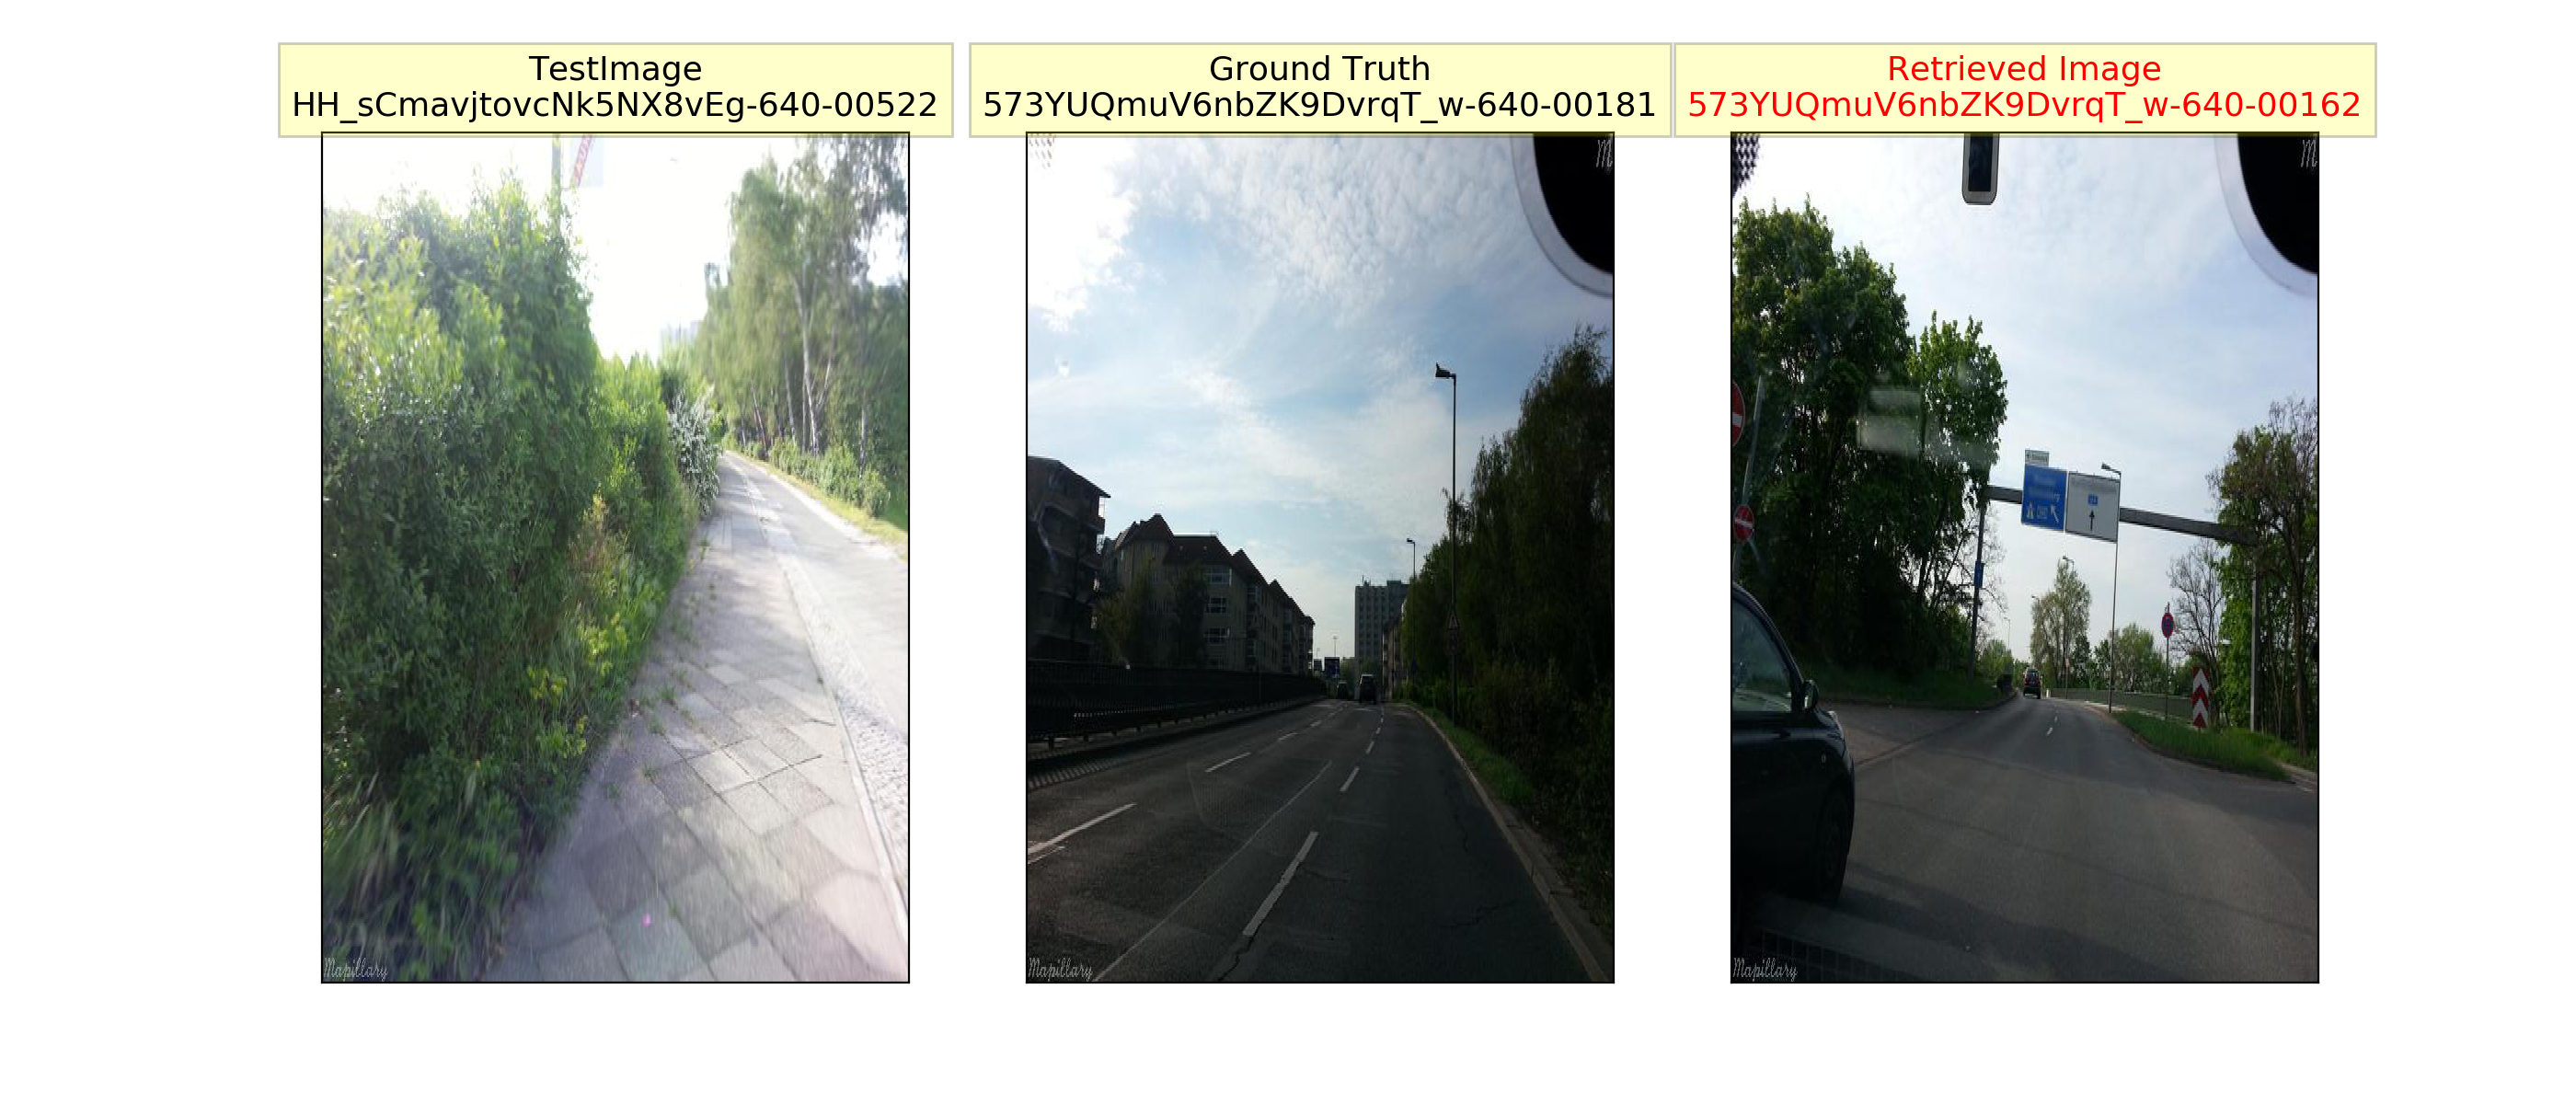 TestImage
HH_sCmavjtovcNk5NX8vEg-640-00522
Ground Truth
573YUQmuV6nbZK9DvrqT_w-640-00181
Retrieved Image
573YUQmuV6nbZK9DvrqT_w-640-00162
M
M
Mapillary
Mapillary
Mapillary